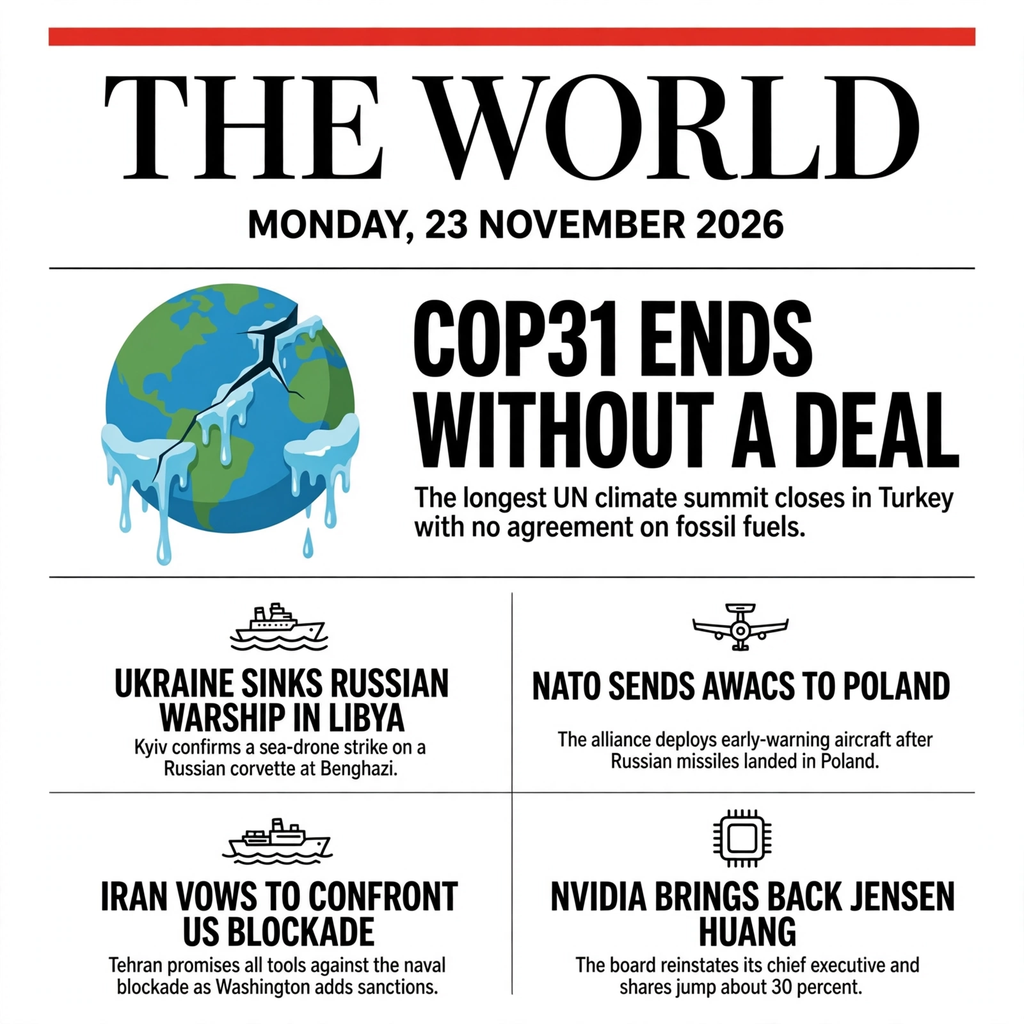 THE WORLD
MONDAY, 23 NOVEMBER 2026
COP31 ENDS
WITHOUT A DEAL
The longest UN climate summit closes in Turkey
with no agreement on fossil fuels.
UKRAINE SINKS RUSSIAN
WARSHIP IN LIBYA
Kyiv confirms a sea-drone strike on a
Russian corvette at Benghazi.
NATO SENDS AWACS TO POLAND
The alliance deploys early-warning aircraft after
Russian missiles landed in Poland.
IRAN VOWS TO CONFRONT
US BLOCKADE
Tehran promises all tools against the naval
blockade as Washington adds sanctions.
NVIDIA BRINGS BACK JENSEN
HUANG
The board reinstates its chief executive and
shares jump about 30 percent.